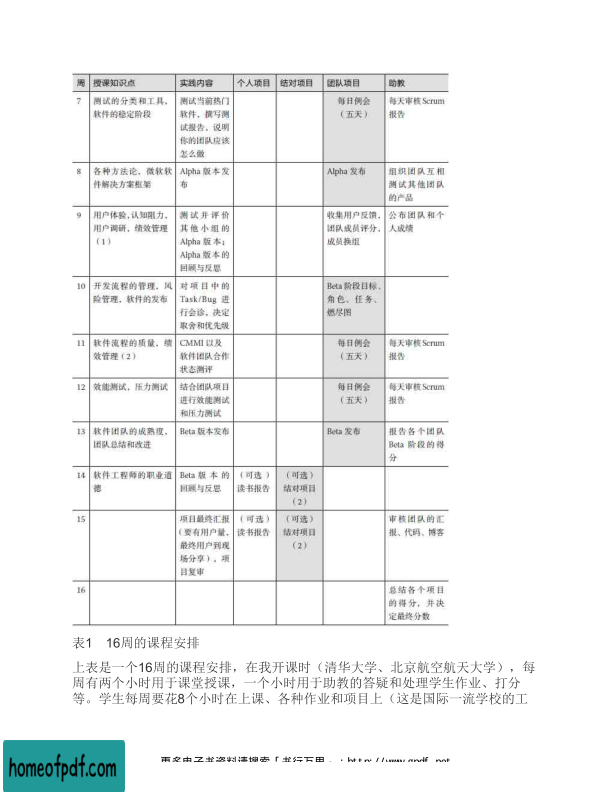 周 授课知识点 实践内容 个人项目 结对项目 团队项目 助教
7 测试的分类和工具， 测试当前热门 每日例会 每天审核 Scrum
软件的稳定阶段 软件，撰写测 （五天） 报告
试报告，说明
你的团队应该
怎么做
8 各种方法论，微软软 Alpha 版本发 Alpha 发布 组织团队互相
件解决方案框架 布 测试其他团队
的产品
9 用户体验，认知阻力， 测试并评价 收集用户反馈， 公布团队和个
用户调研，绩效管理 其他小组的 团队成员评分， 人成绩
（1） Alpha 版本； 成员换组
Alpha 版本的
回顾与反思
10 开发流程的管理，风 对项目中的 Beta 阶段目标、
险管理，软件的发布 Task/Bug 进 角色、任务、
行会诊，决定 燃尽图
取舍和优先级
11 软件流程的质量，绩 CMMI 以及 每日例会 每天审核 Scrum
效管理（2） 软件团队合作 （五天） 报告
状态测评
12 效能测试，压力测试 结合团队项目 每日例会 每天审核 Scrum
进行效能测试 （五天） 报告
和压力测试
13 软件团队的成熟度， Beta 版本发布 Beta 发布 报告各个团队
团队总结和改进 Beta 阶段的得
分
14 软件工程师的职业道 Beta 版本的 （可选） （可选）
德 回顾与反思 读书报告 结对项目
（2）
15 项目最终汇报 （可选） （可选） 审核团队的汇
（要有用户量， 读书报告 结对项目 报、代码、博客
最终用户到现 （2）
场分享），项
目复审
16 总结各个项目
的得分，并决
定最终分数
表1 16周的课程安排
上表是一个16周的课程安排，在我开课时（清华大学、北京航空航天大学），每
周有两个小时用于课堂授课，一个小时用于助教的答疑和处理学生作业、打分
等。学生每周要花8个小时在上课、各种作业和项目上（这是国际一流学校的工
homeofpdf.com